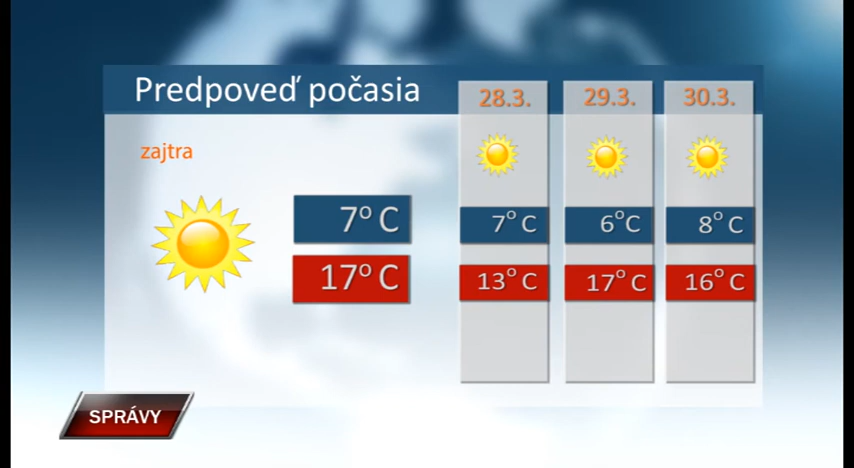 Predpoveď počasia
zajtra
7° C
17° C
28.3.
7° C
13° C
29.3.
6°C
17° C
30.3.
8° C
16° C
SPRÁVY